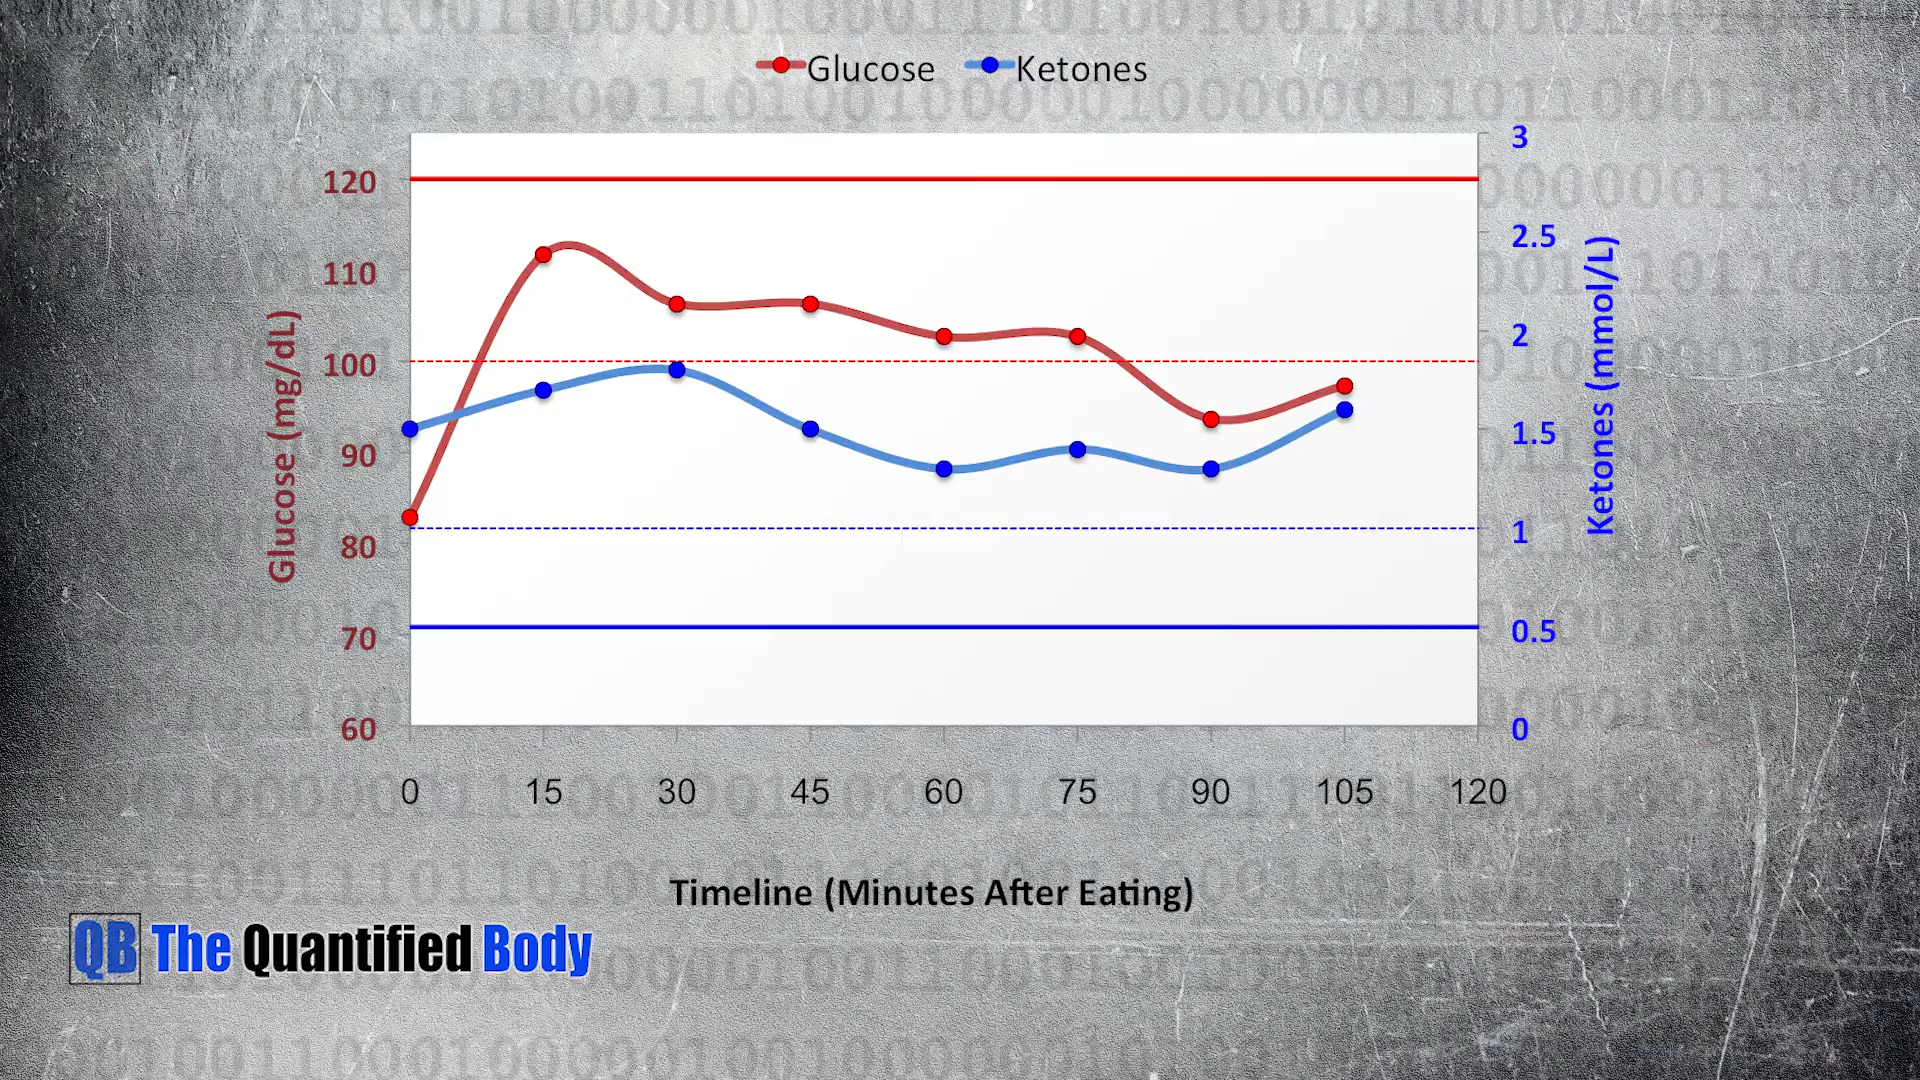 Glucose Ketones
3
120
2.5
110
2
100
1.5
90
1
80
0.5
70
60
0
Glucose (mg/dL)
Ketones (mmol/L)
0 15 30 45 60 75 90 105 120
Timeline (Minutes After Eating)
QB The Quantified Body